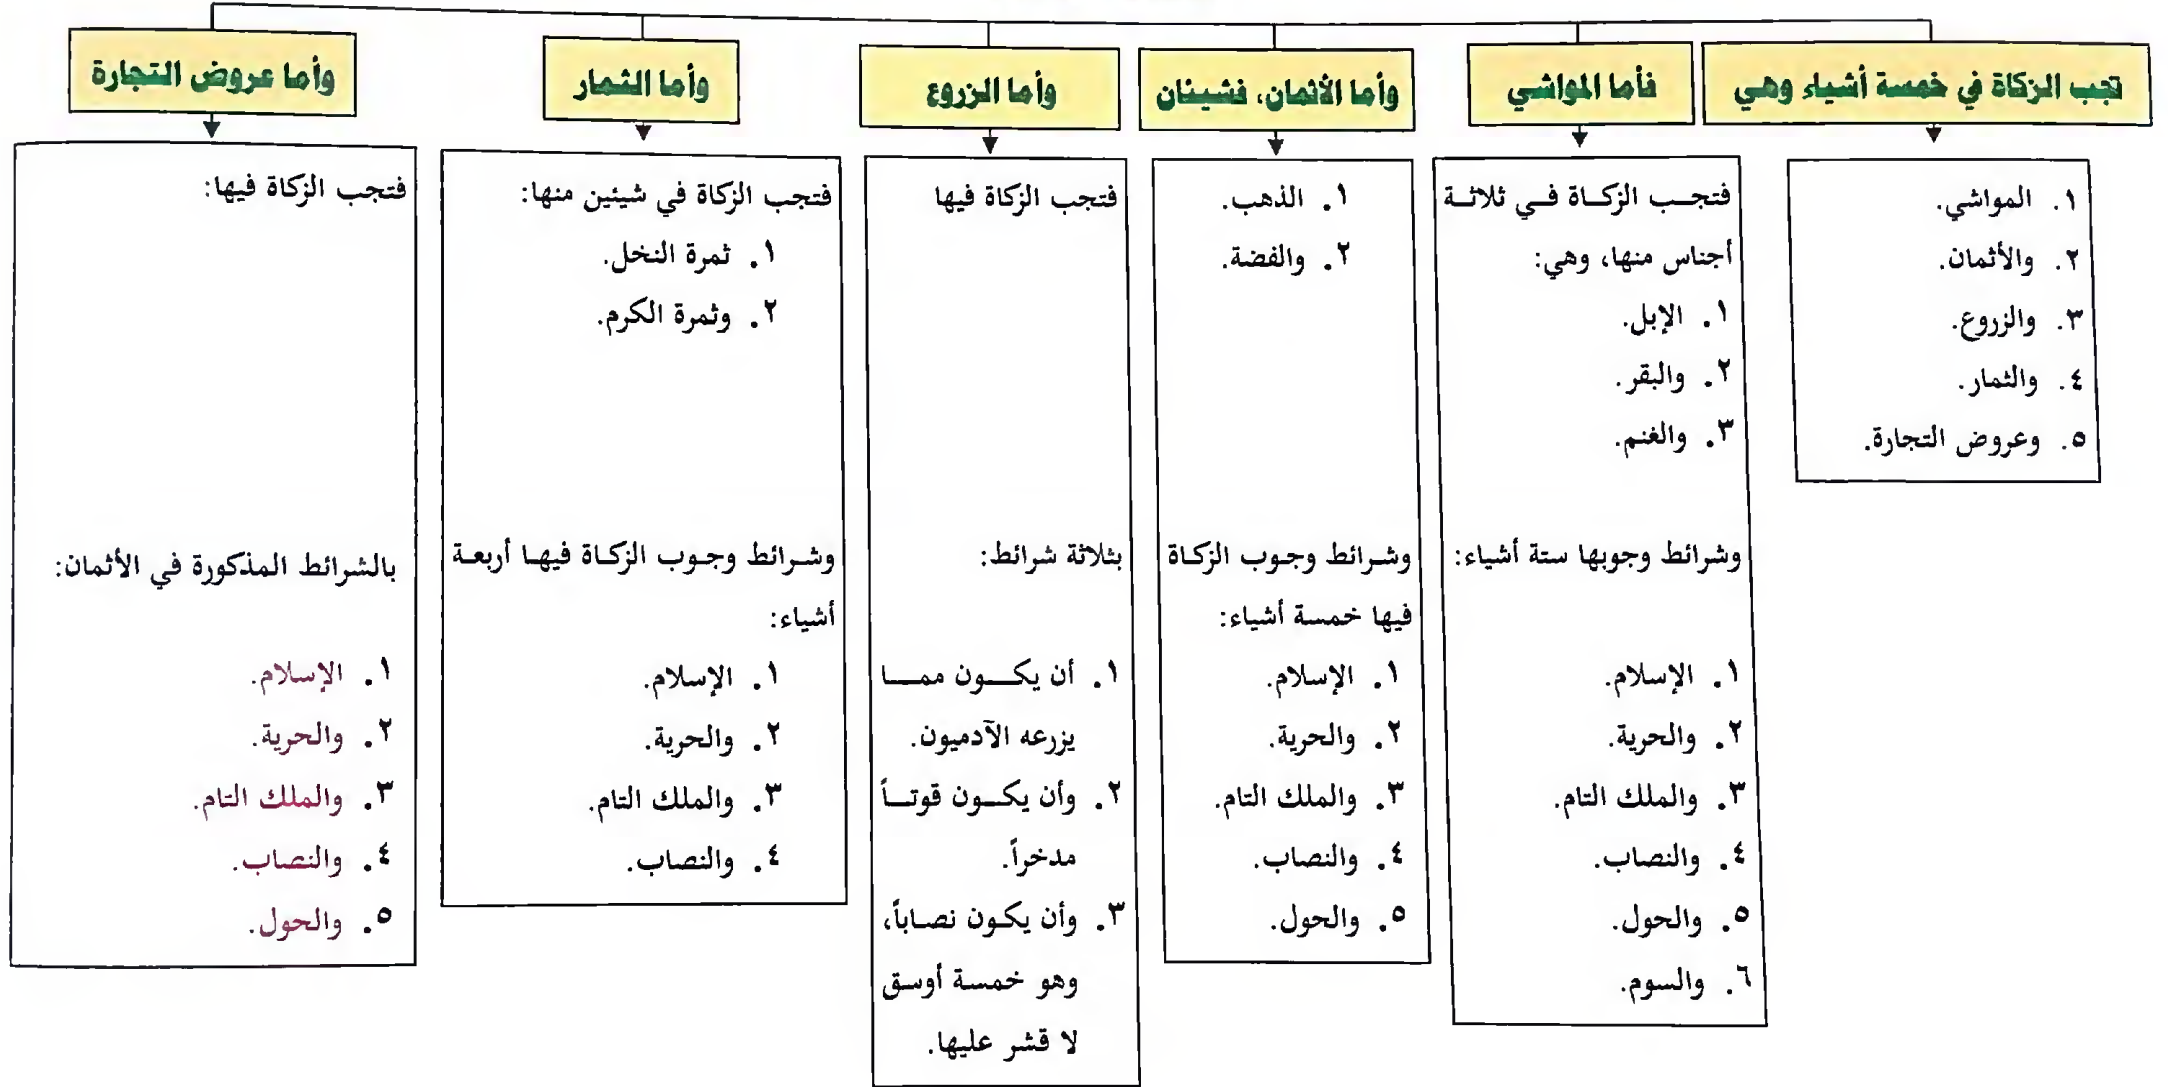 تجب الزكاة في خمسة أشياء وهي
١. المواشي.
٢. والأثمان.
٣. والزروع.
٤. والثمار.
٥. وعروض التجارة.
فأما المواشي
فتجب الزكاة في ثلاثة
أجناس منها، وهي:
١. الإبل.
٢. والبقر.
٣. والغنم.
وشرائط وجوبها ستة أشياء:
١. الإسلام.
٢. والحرية.
٣. والملك التام.
٤. والنصاب.
٥. والحول.
٦. والسوم.
وأما الأثمان، فشيئان
١. الذهب.
٢. والفضة.
وشرائط وجوب الزكاة
فيها خمسة أشياء:
١. الإسلام.
٢. والحرية.
٣. والملك التام.
٤. والنصاب.
٥. والحول.
وأما الزروع
فتجب الزكاة فيها
بثلاثة شرائط:
١. أن يكون مما
يزرعه الآدميون.
٢. وأن يكون قوتاً
مدخراً.
٣. وأن يكون نصاباً،
وهو خمسة أوسق
لا قشر عليها.
وأما الثمار
فتجب الزكاة في شيئين منها:
١. ثمرة النخل.
٢. وثمرة الكرم.
وشرائط وجوب الزكاة فيها أربعة
أشياء:
١. الإسلام.
٢. والحرية.
٣. والملك التام.
٤. والنصاب.
وأما عروض التجارة
فتجب الزكاة فيها:
بالشرائط المذكورة في الأثمان:
١. الإسلام.
٢. والحرية.
٣. والملك التام.
٤. والنصاب.
٥. والحول.